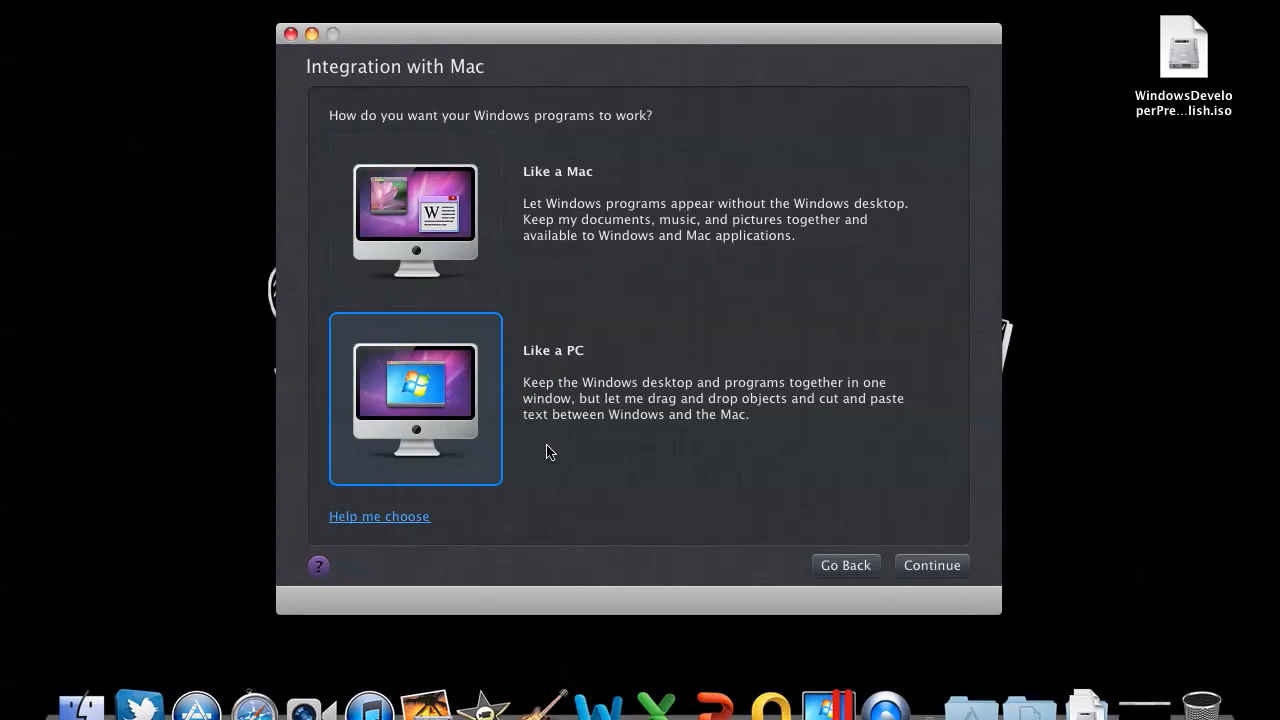 Integration with Mac
How do you want your Windows programs to work?
Like a Mac
Let Windows programs appear without the Windows desktop.
Keep my documents, music, and pictures together and
available to Windows and Mac applications.
W
Like a PC
Keep the Windows desktop and programs together in one
window, but let me drag and drop objects and cut and paste
text between Windows and the Mac.
Help me choose
?
Go Back
Continue
WindowsDevelo
perPre...lish.iso